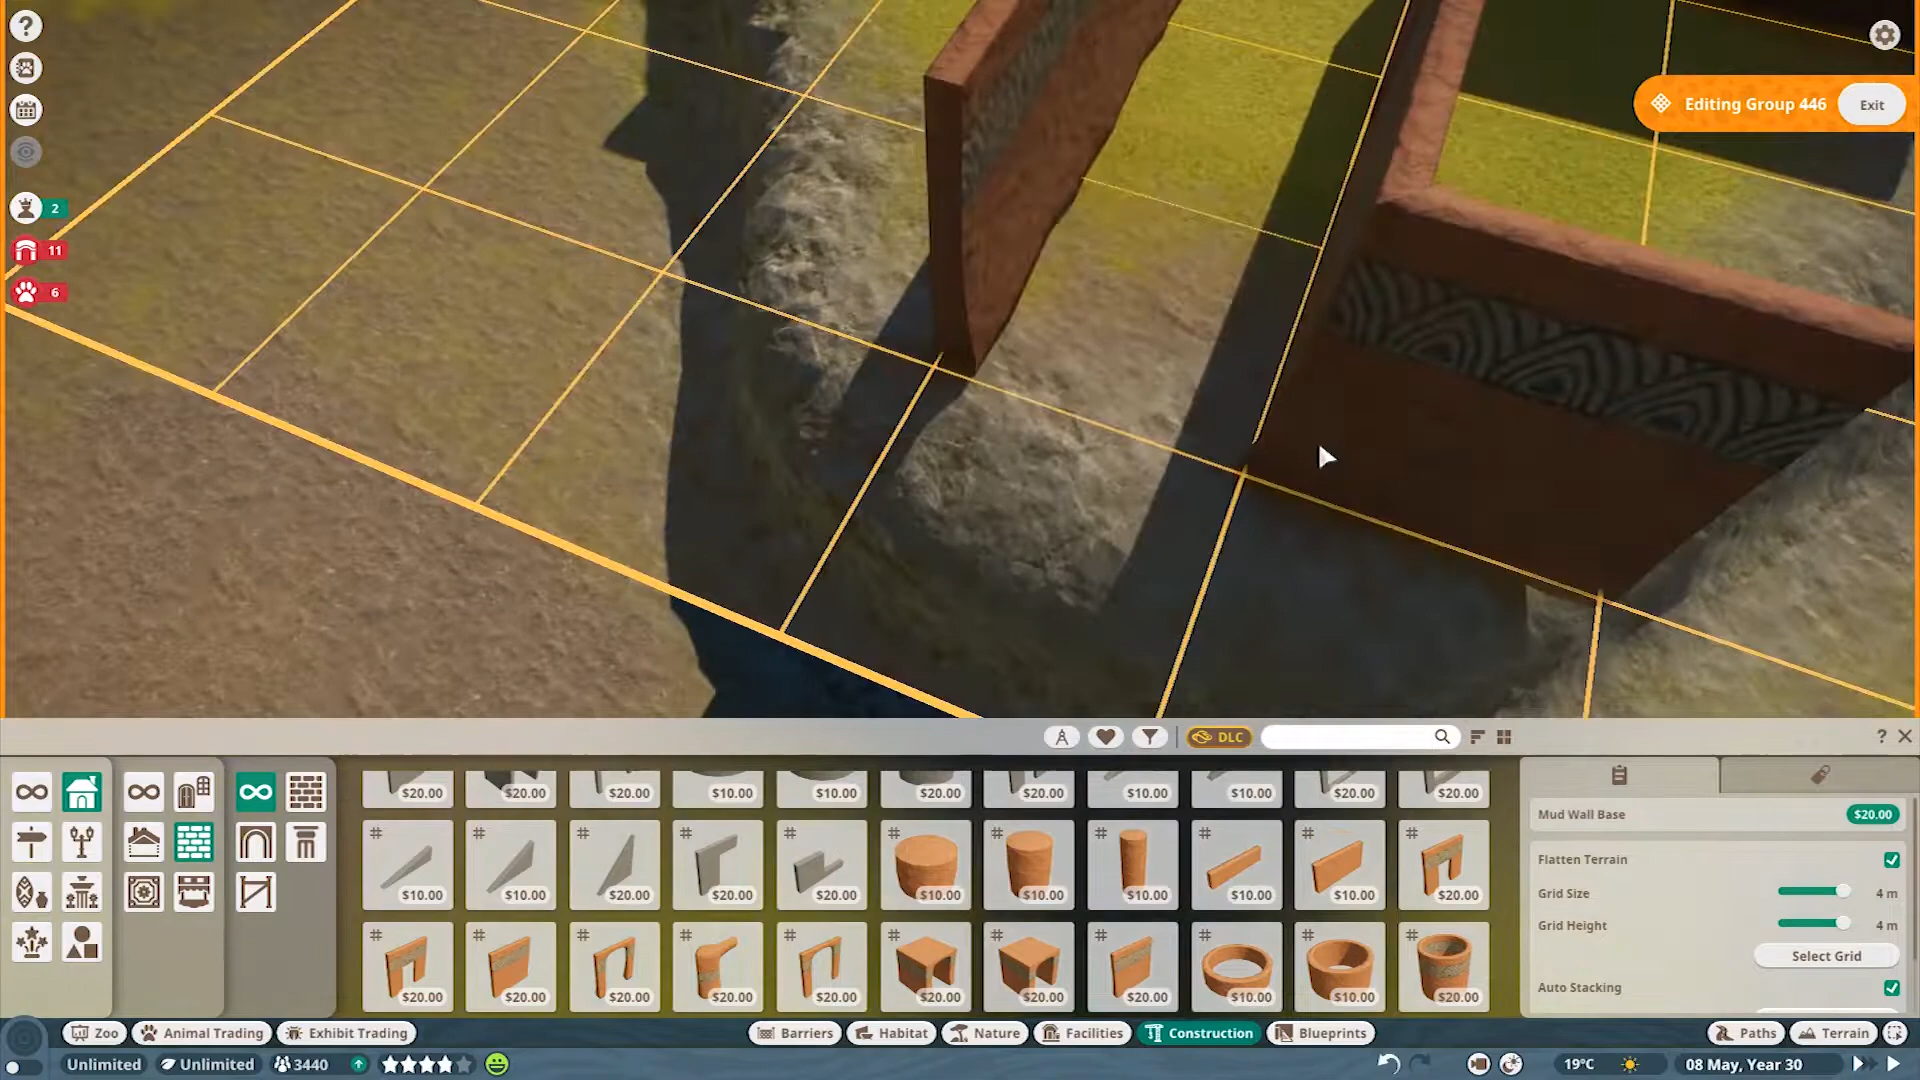 ?
Editing Group 446 Exit
2
11
6
DLC
?
$20.00 $20.00 $20.00 $10.00 $10.00 $20.00 $20.00 $10.00 $10.00 $20.00 $20.00
# # # # # # # # # # #
$10.00 $10.00 $20.00 $20.00 $20.00 $10.00 $10.00 $10.00 $10.00 $10.00 $20.00
# # # # # # # # # # #
$20.00 $20.00 $20.00 $20.00 $20.00 $20.00 $20.00 $20.00 $10.00 $10.00 $20.00
Mud Wall Base $20.00
Flatten Terrain
Grid Size 4 m
Grid Height 4 m
Select Grid
Auto Stacking
Zoo Animal Trading Exhibit Trading Barriers Habitat Nature Facilities Construction Blueprints Paths Terrain
Unlimited Unlimited 3440 19°C 08 May, Year 30